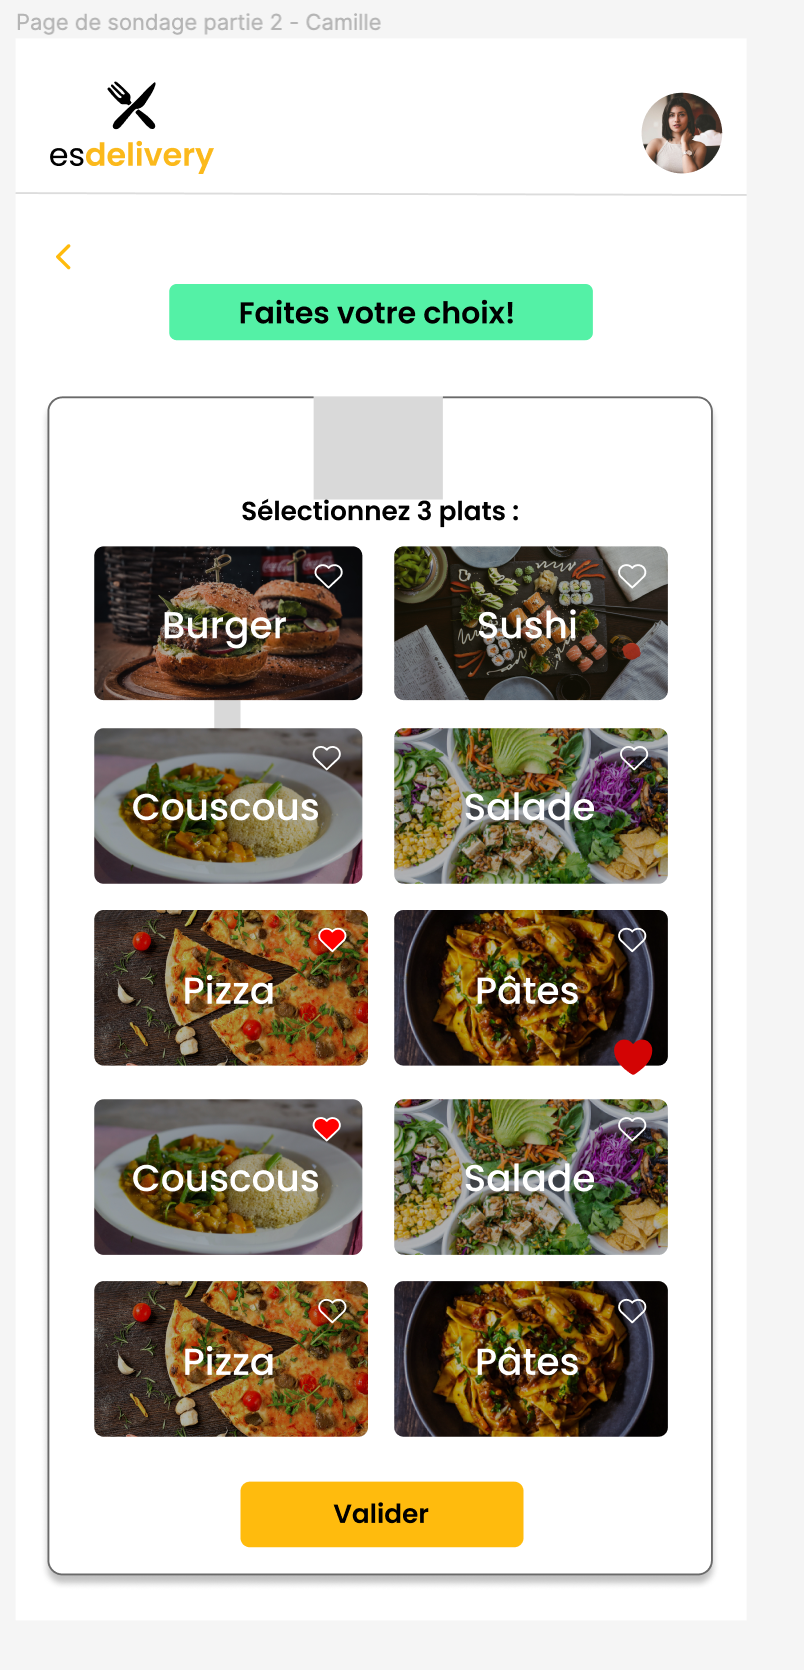 Page de sondage partie 2 - Camille
esdelivery
Faites votre choix!
Sélectionnez 3 plats :
Burger
Sushi
Couscous
Salade
Pizza
Pâtes
Couscous
Salade
Pizza
Pâtes
Valider